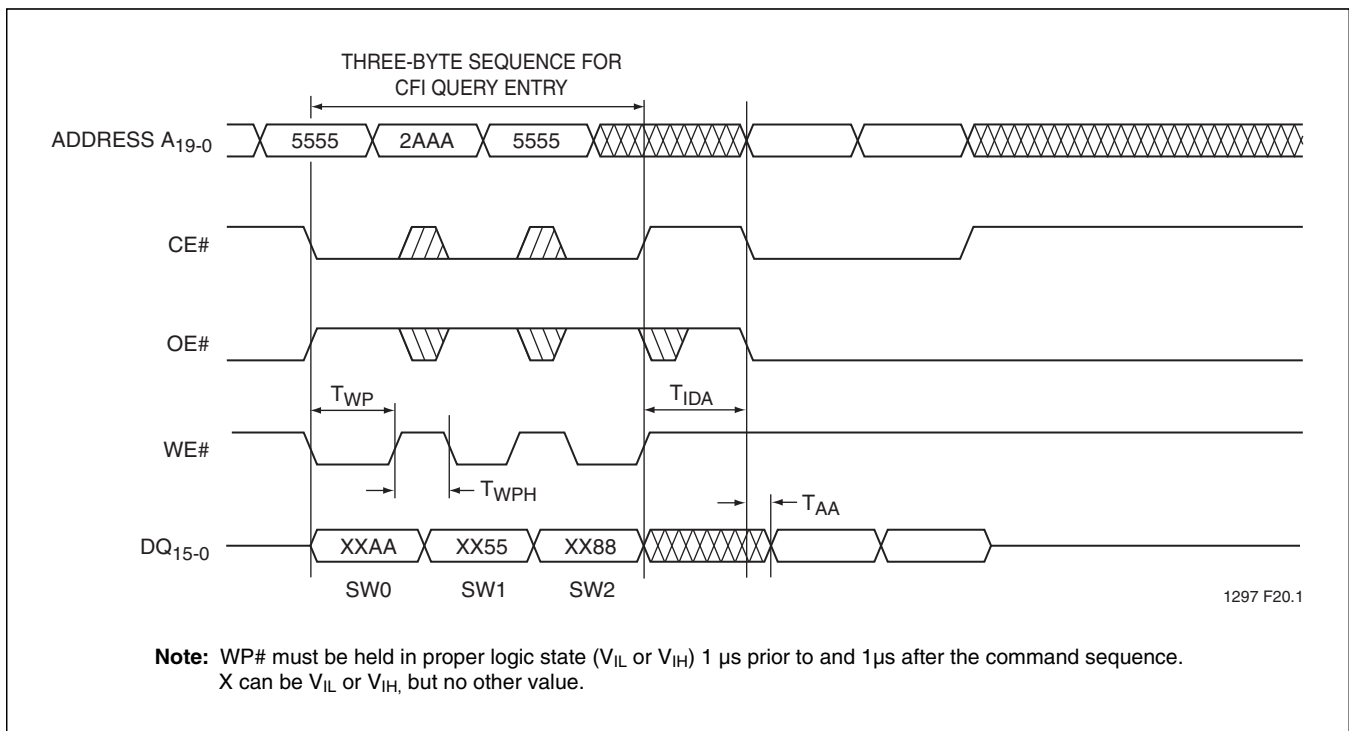 THREE-BYTE SEQUENCE FOR
CFI QUERY ENTRY
ADDRESS A19-0
5555 2AAA 5555
CE#
OE#
TWP
TIDA
WE#
TWPH
TAA
DQ15-0
XXAA XX55 XX88
SW0 SW1 SW2
1297 F20.1
Note: WP# must be held in proper logic state (VIL or VIH) 1 µs prior to and 1µs after the command sequence.
X can be VIL or VIH, but no other value.